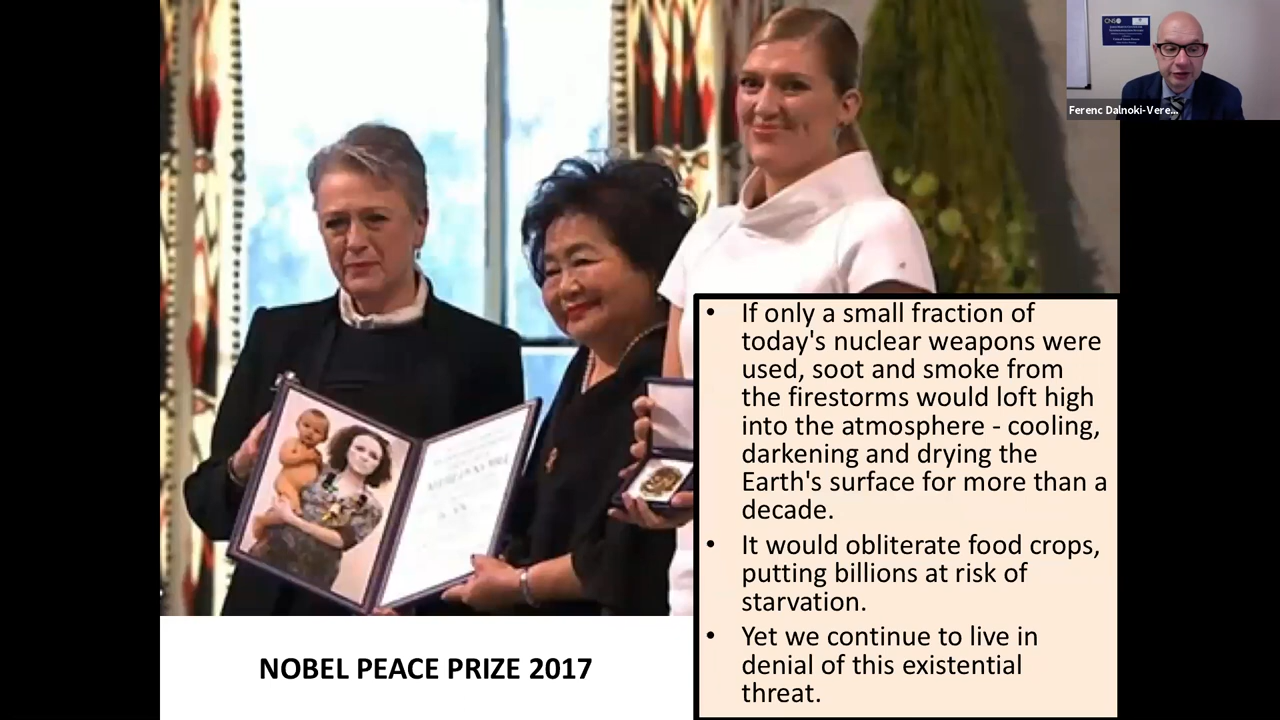 CNS
Ferenc Dalnoki-Vere...
• If only a small fraction of
today's nuclear weapons were
used, soot and smoke from
the firestorms would loft high
into the atmosphere - cooling,
darkening and drying the
Earth's surface for more than a
decade.
• It would obliterate food crops,
putting billions at risk of
starvation.
• Yet we continue to live in
denial of this existential
threat.
NOBEL PEACE PRIZE 2017